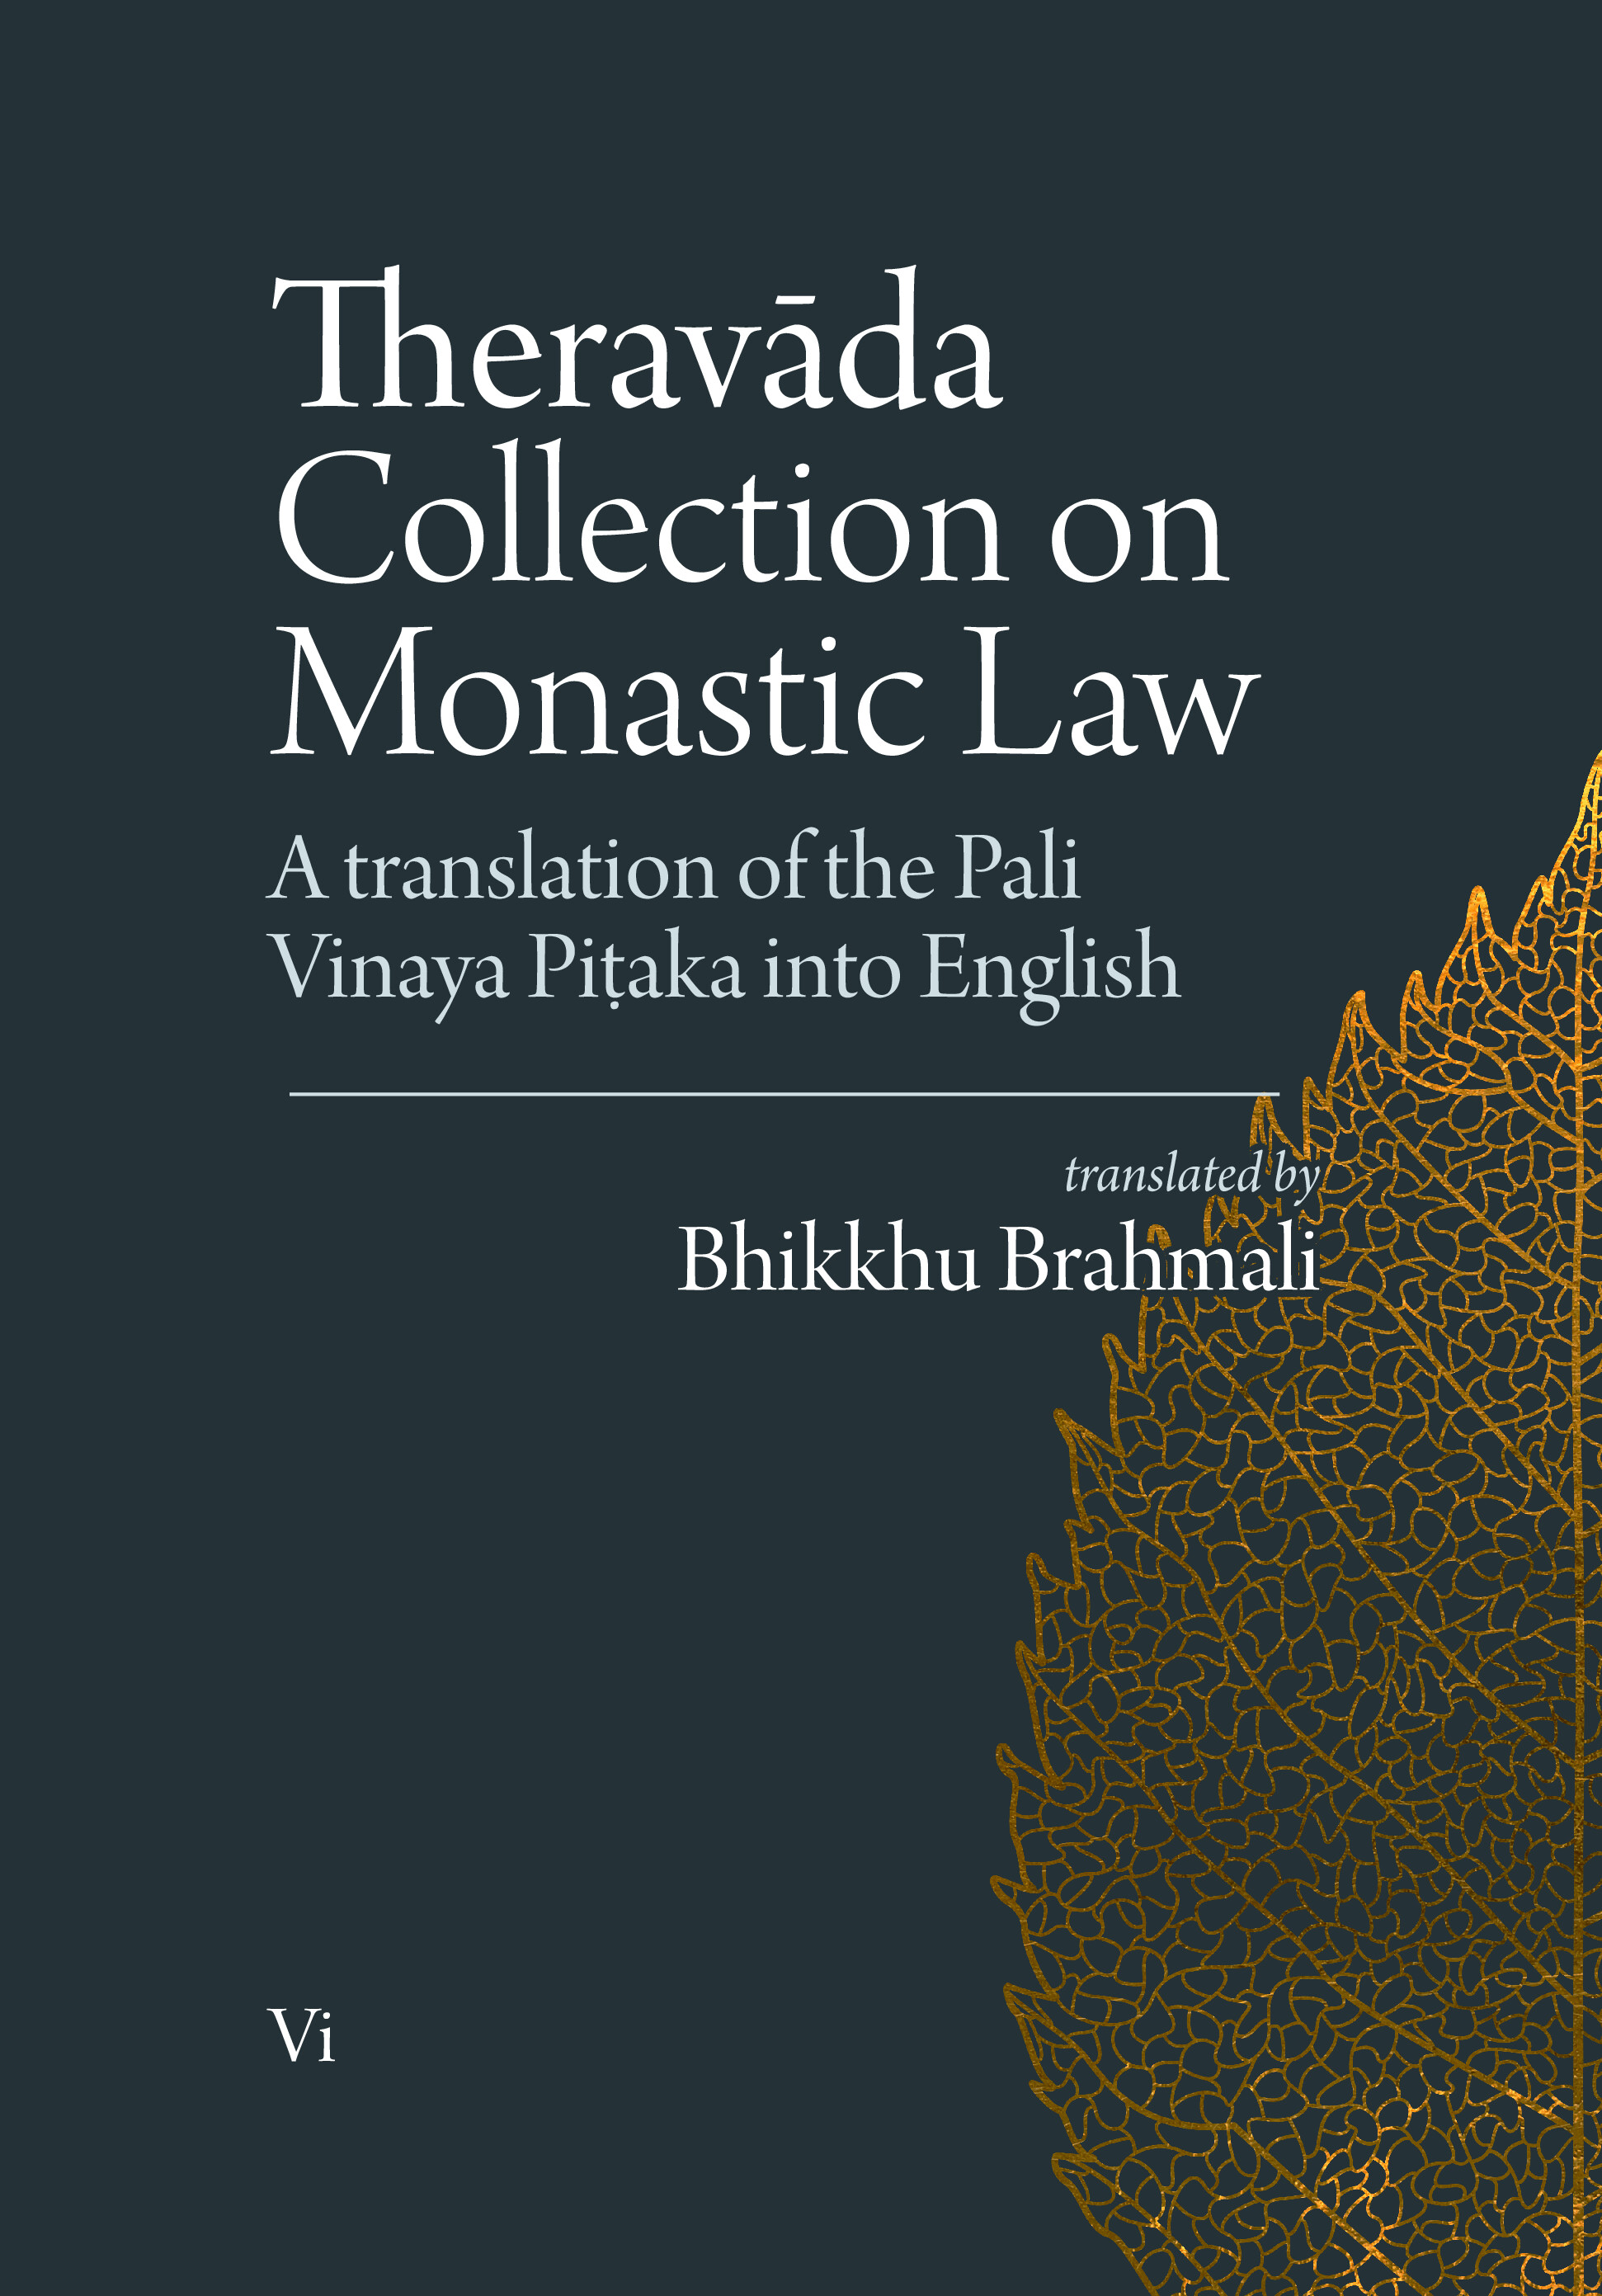 Theravāda
Collection on
Monastic Law
A translation of the Pali
Vinaya Piṭaka into English
translated by
Bhikkhu Brahmali
Vi